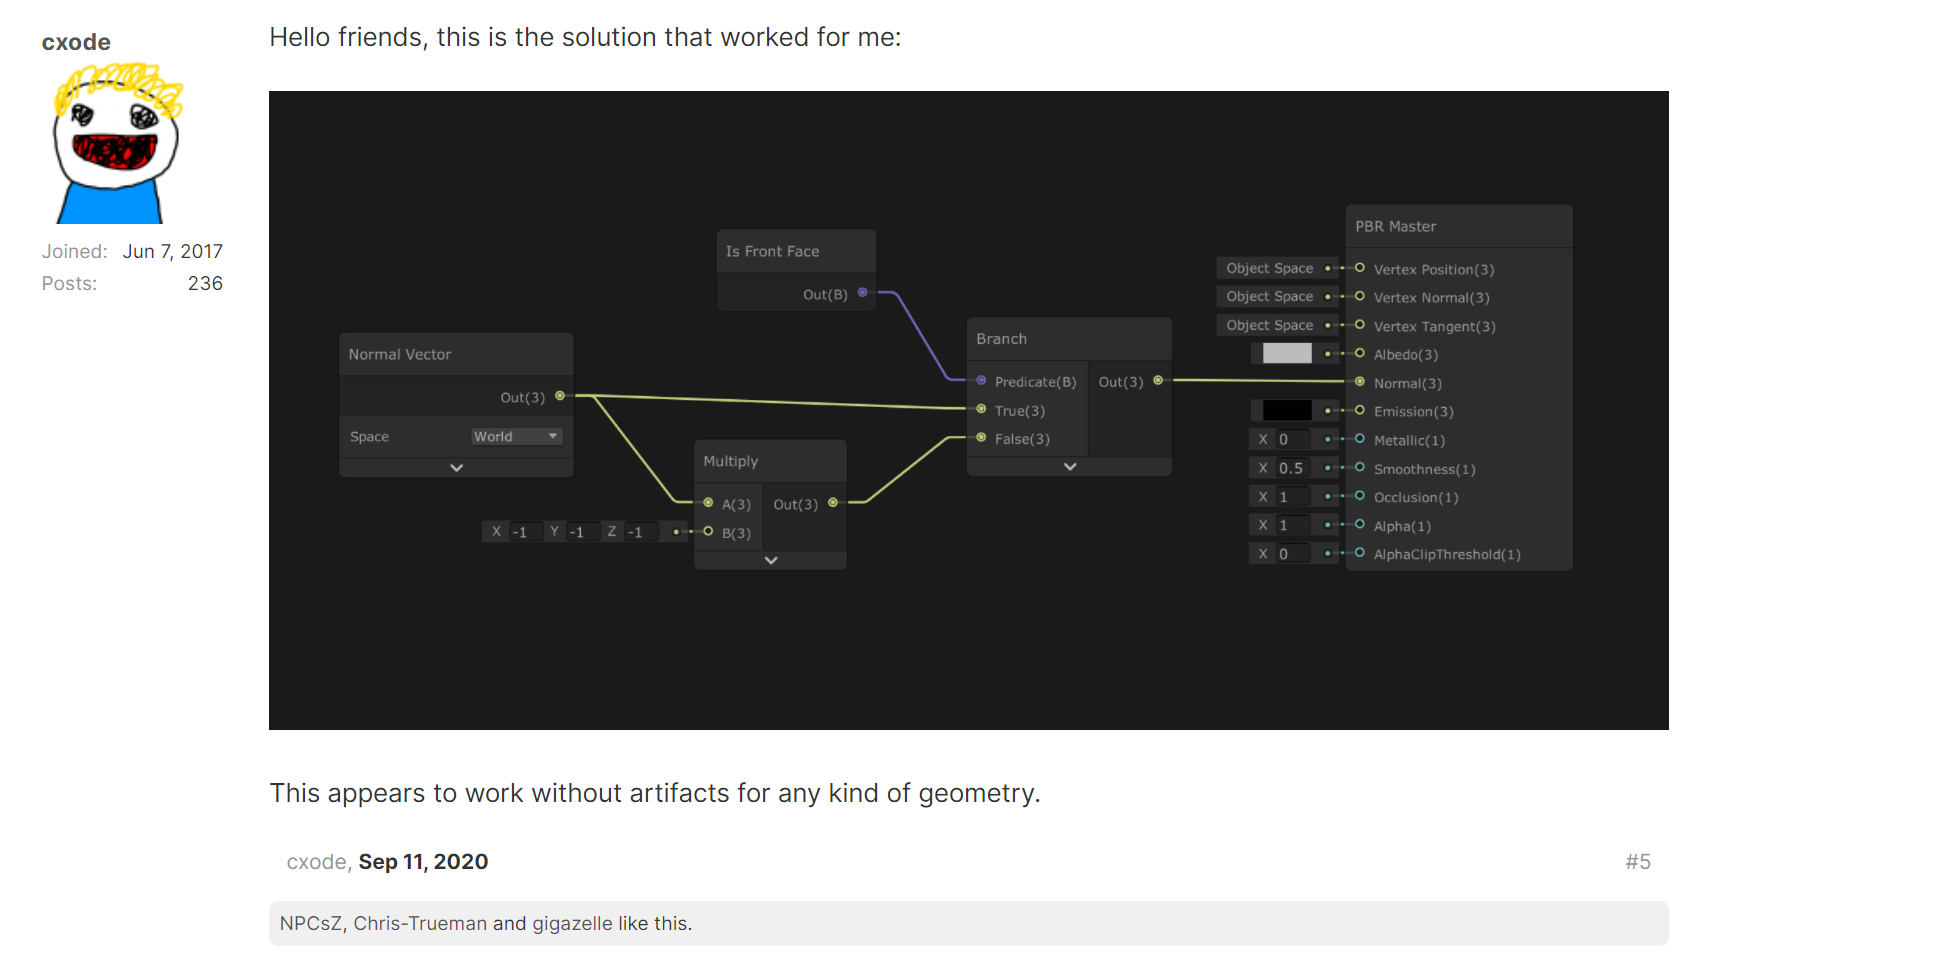 cxode
Joined: Jun 7, 2017
Posts: 236
Hello friends, this is the solution that worked for me:
Normal Vector
Out(3)
Space World
Is Front Face
Out(B)
Multiply
A(3) Out(3)
X -1 Y -1 Z -1 B(3)
Branch
Predicate(B) Out(3)
True(3)
False(3)
PBR Master
Object Space Vertex Position(3)
Object Space Vertex Normal(3)
Object Space Vertex Tangent(3)
Albedo(3)
Normal(3)
Emission(3)
X 0 Metallic(1)
X 0.5 Smoothness(1)
X 1 Occlusion(1)
X 1 Alpha(1)
X 0 AlphaClipThreshold(1)
This appears to work without artifacts for any kind of geometry.
cxode, Sep 11, 2020 #5
NPCsZ, Chris-Trueman and gigazelle like this.